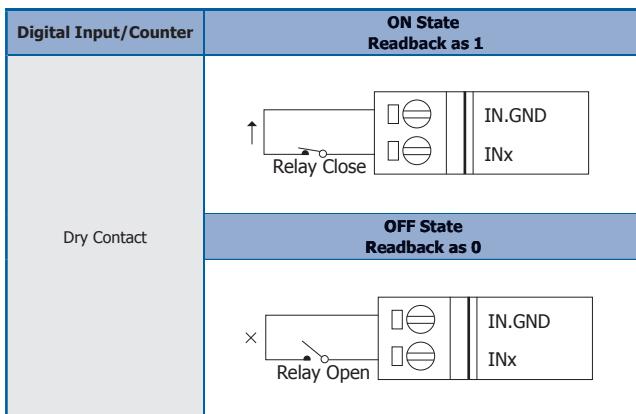 Digital Input/Counter
ON State
Readback as 1
IN.GND
INx
Relay Close
Dry Contact
OFF State
Readback as 0
IN.GND
INx
Relay Open